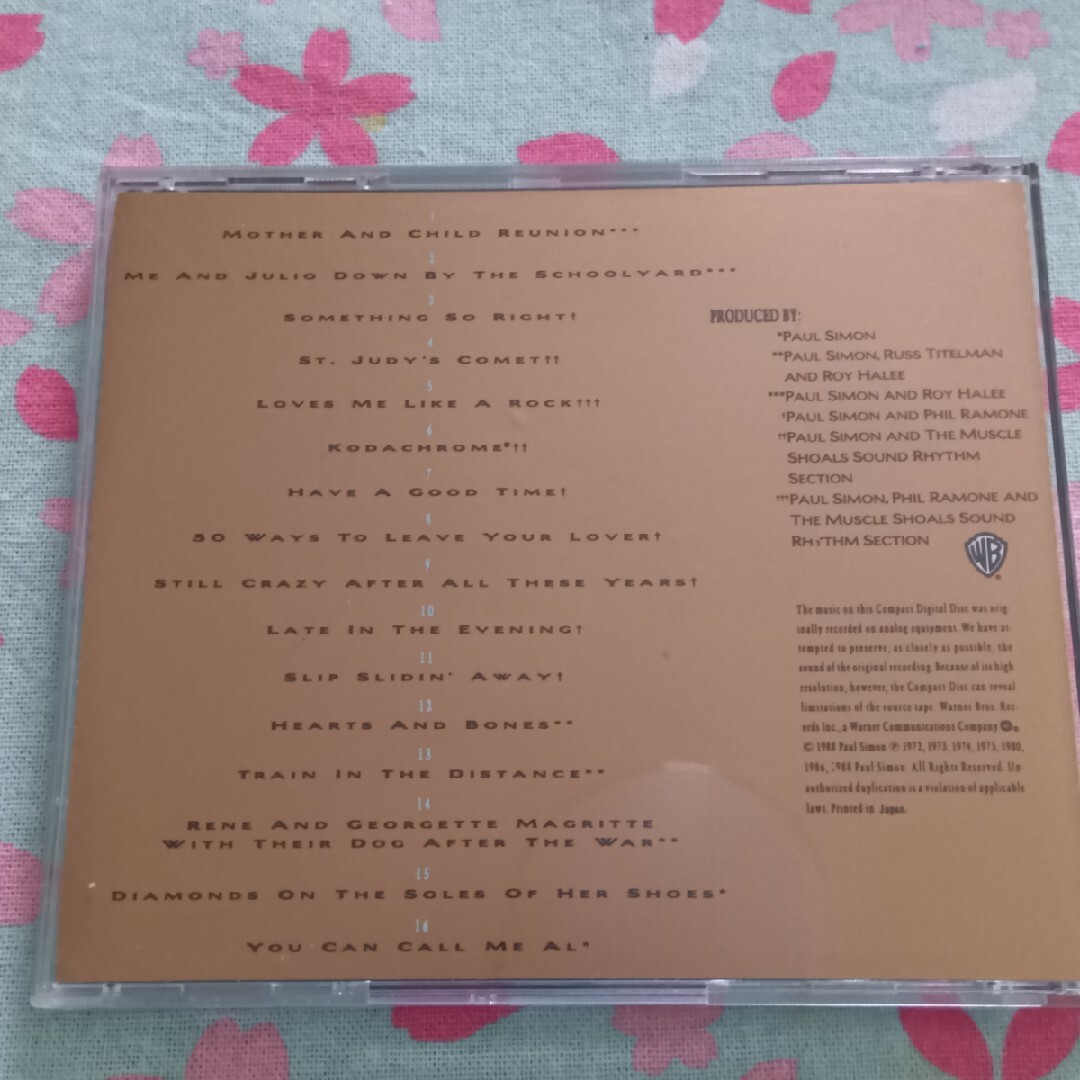 1
MOTHER AND CHILD REUNION***
2
ME AND JULIO DOWN BY THE SCHOOLYARD***
3
SOMETHING SO RIGHT†
4
ST. JUDY'S COMET††
5
LOVES ME LIKE A ROCK†††
6
KODACHROME*††
7
HAVE A GOOD TIME†
8
50 WAYS TO LEAVE YOUR LOVER†
9
STILL CRAZY AFTER ALL THESE YEARS†
10
LATE IN THE EVENING†
11
SLIP SLIDIN' AWAY†
12
HEARTS AND BONES**
13
TRAIN IN THE DISTANCE**
14
RENE AND GEORGETTE MAGRITTE
WITH THEIR DOG AFTER THE WAR**
15
DIAMONDS ON THE SOLES OF HER SHOES*
16
YOU CAN CALL ME AL*
PRODUCED BY:
*PAUL SIMON
**PAUL SIMON, RUSS TITELMAN
AND ROY HALEE
***PAUL SIMON AND ROY HALEE
†PAUL SIMON AND PHIL RAMONE
††PAUL SIMON AND THE MUSCLE
SHOALS SOUND RHYTHM
SECTION
†††PAUL SIMON, PHIL RAMONE AND
THE MUSCLE SHOALS SOUND
RHYTHM SECTION
WB
The music on this Compact Digital Disc was orig-
inally recorded on analog equipment. We have at-
tempted to preserve, as closely as possible, the
sound of the original recording. Because of its high
resolution, however, the Compact Disc can reveal
limitations of the source tape. Warner Bros. Rec-
ords Inc., a Warner Communications Company
© 1988 Paul Simon ℗ 1972, 1973, 1974, 1975, 1980,
1986, 1988 Paul Simon. All Rights Reserved. Un-
authorized duplication is a violation of applicable
laws. Printed in Japan.